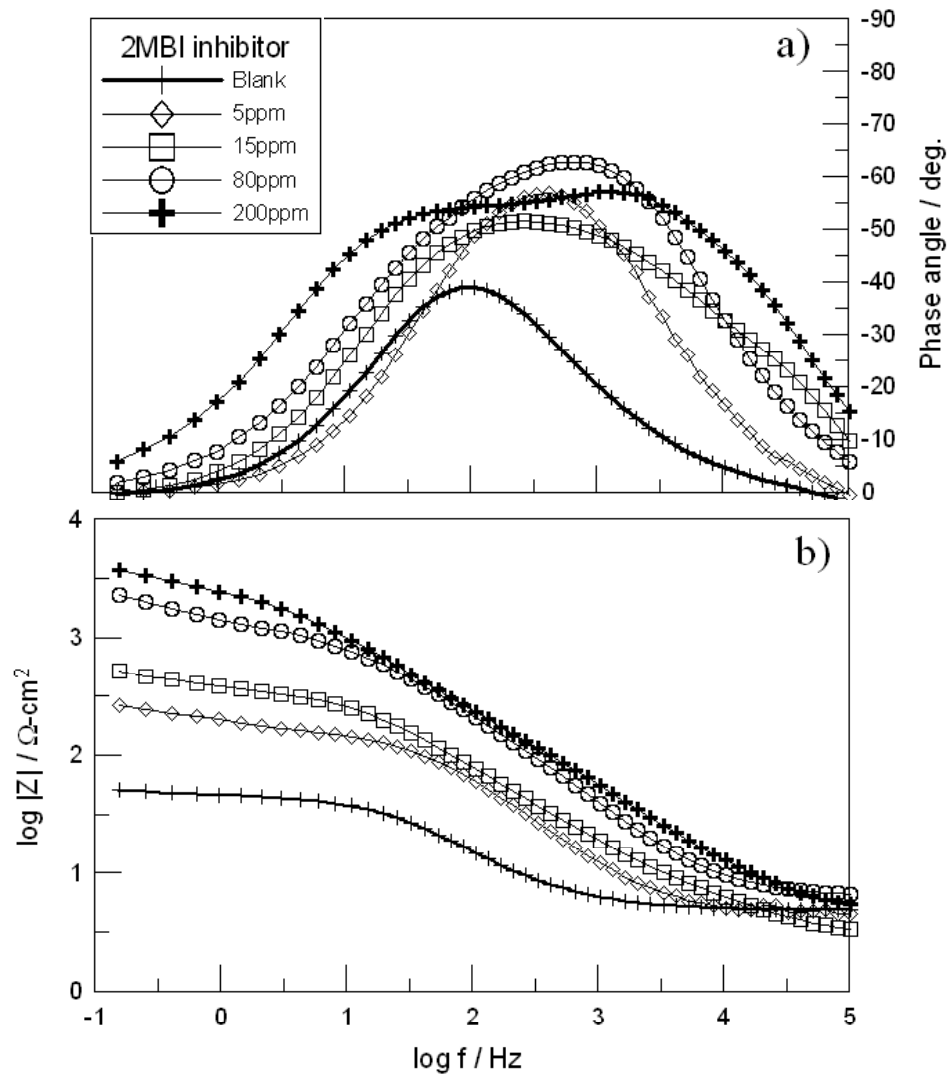 2MBI inhibitor
Blank
5ppm
15ppm
80ppm
200ppm
a)
-90
-80
-70
-60
-50
-40
-30
-20
-10
0
Phase angle / deg.
b)
4
3
2
1
0
log |Z| / Ω-cm²
-1 0 1 2 3 4 5
log f / Hz